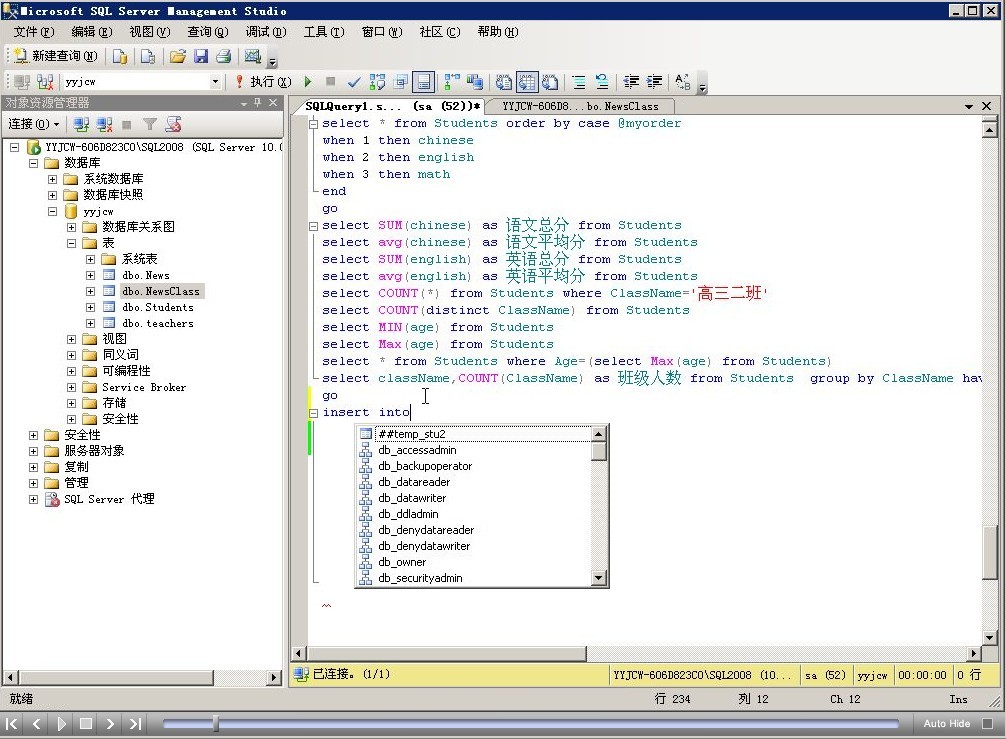 Microsoft SQL Server Management Studio
文件(F) 编辑(E) 视图(V) 查询(Q) 调试(D) 工具(T) 窗口(W) 社区(C) 帮助(H)
新建查询(N)
yyjcw 执行(X)
对象资源管理器
连接(O)
YYJCW-606D823C0\SQL2008 (SQL Server 10.0
数据库
系统数据库
数据库快照
yyjcw
数据库关系图
表
系统表
dbo.News
dbo.NewsClass
dbo.Students
dbo.teachers
视图
同义词
可编程性
Service Broker
存储
安全性
安全性
服务器对象
复制
管理
SQL Server 代理
SQLQuery1.s... (sa (52))* YYJCW-606D8...bo.NewsClass
select * from Students order by case @myorder
when 1 then chinese
when 2 then english
when 3 then math
end
go
select SUM(chinese) as 语文总分 from Students
select avg(chinese) as 语文平均分 from Students
select SUM(english) as 英语总分 from Students
select avg(english) as 英语平均分 from Students
select COUNT(*) from Students where ClassName='高三二班'
select COUNT(distinct ClassName) from Students
select MIN(age) from Students
select Max(age) from Students
select * from Students where Age=(select Max(age) from Students)
select className,COUNT(ClassName) as 班级人数 from Students group by ClassName hav
go
insert into
##temp_stu2
db_accessadmin
db_backupoperator
db_datareader
db_datawriter
db_ddladmin
db_denydatareader
db_denydatawriter
db_owner
db_securityadmin
已连接。(1/1) YYJCW-606D823C0\SQL2008 (10... sa (52) yyjcw 00:00:00 0 行
就绪 行 234 列 12 Ch 12 Ins
Auto Hide